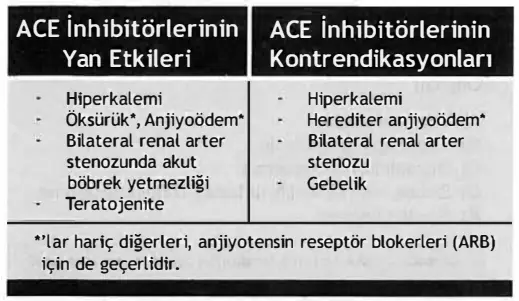 ACE İnhibitörlerinin
Yan Etkileri
ACE İnhibitörlerinin
Kontrendikasyonları
- Hiperkalemi
- Öksürük*, Anjiyoödem*
- Bilateral renal arter
stenozunda akut
böbrek yetmezliği
- Teratojenite
- Hiperkalemi
- Herediter anjiyoödem*
- Bilateral renal arter
stenozu
- Gebelik
*'lar hariç diğerleri, anjiyotensin reseptör blokerleri (ARB)
için de geçerlidir.